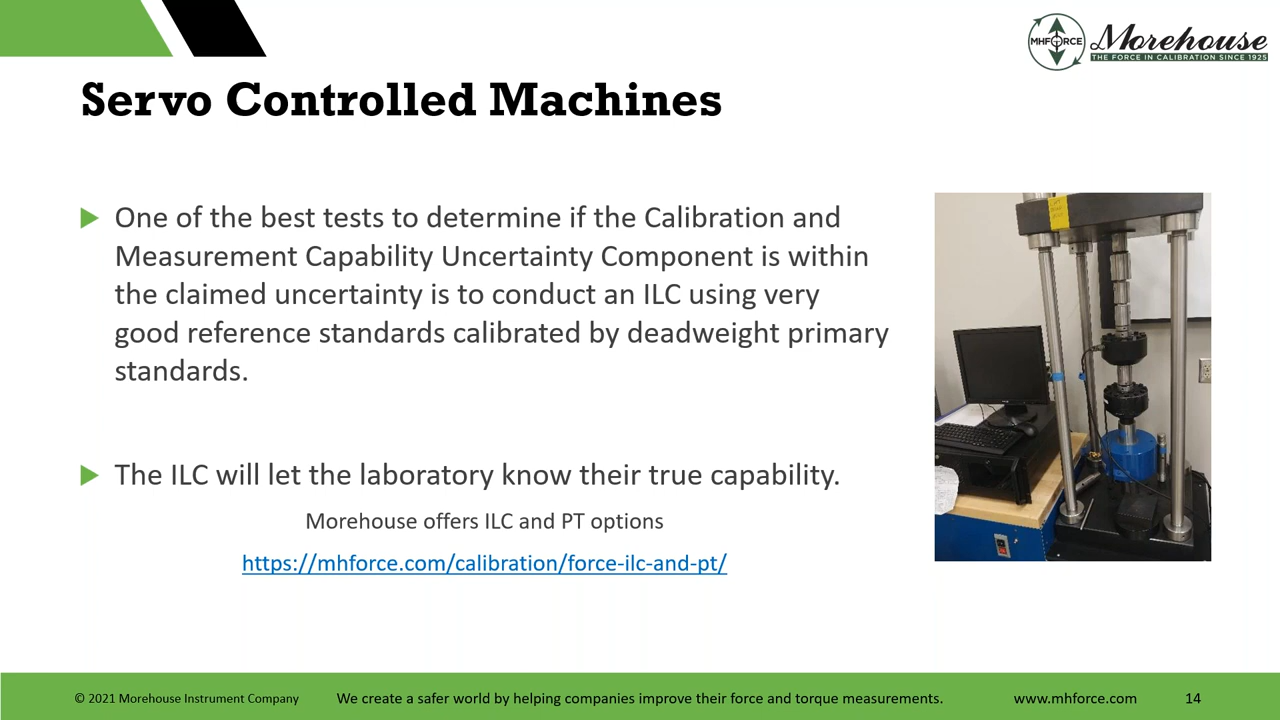 MHFORCE
Morehouse
THE FORCE IN CALIBRATION SINCE 1925
Servo Controlled Machines
One of the best tests to determine if the Calibration and
Measurement Capability Uncertainty Component is within
the claimed uncertainty is to conduct an ILC using very
good reference standards calibrated by deadweight primary
standards.
The ILC will let the laboratory know their true capability.
Morehouse offers ILC and PT options
https://mhforce.com/calibration/force-ilc-and-pt/
© 2021 Morehouse Instrument Company
We create a safer world by helping companies improve their force and torque measurements.
www.mhforce.com
14